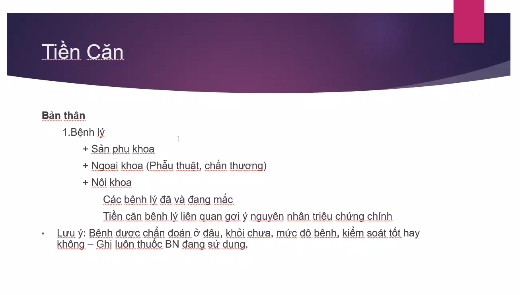 Tiền Căn
Bản thân
1.Bệnh lý
+ Sản phụ khoa
+ Ngoại khoa (Phẫu thuật, chấn thương)
+ Nội khoa
Các bệnh lý đã và đang mắc
Tiền căn bệnh lý liên quan gợi ý nguyên nhân triệu chứng chính
• Lưu ý: Bệnh được chẩn đoán ở đâu, khỏi chưa, mức độ bệnh, kiểm soát tốt hay
không – Ghi luôn thuốc BN đang sử dụng.